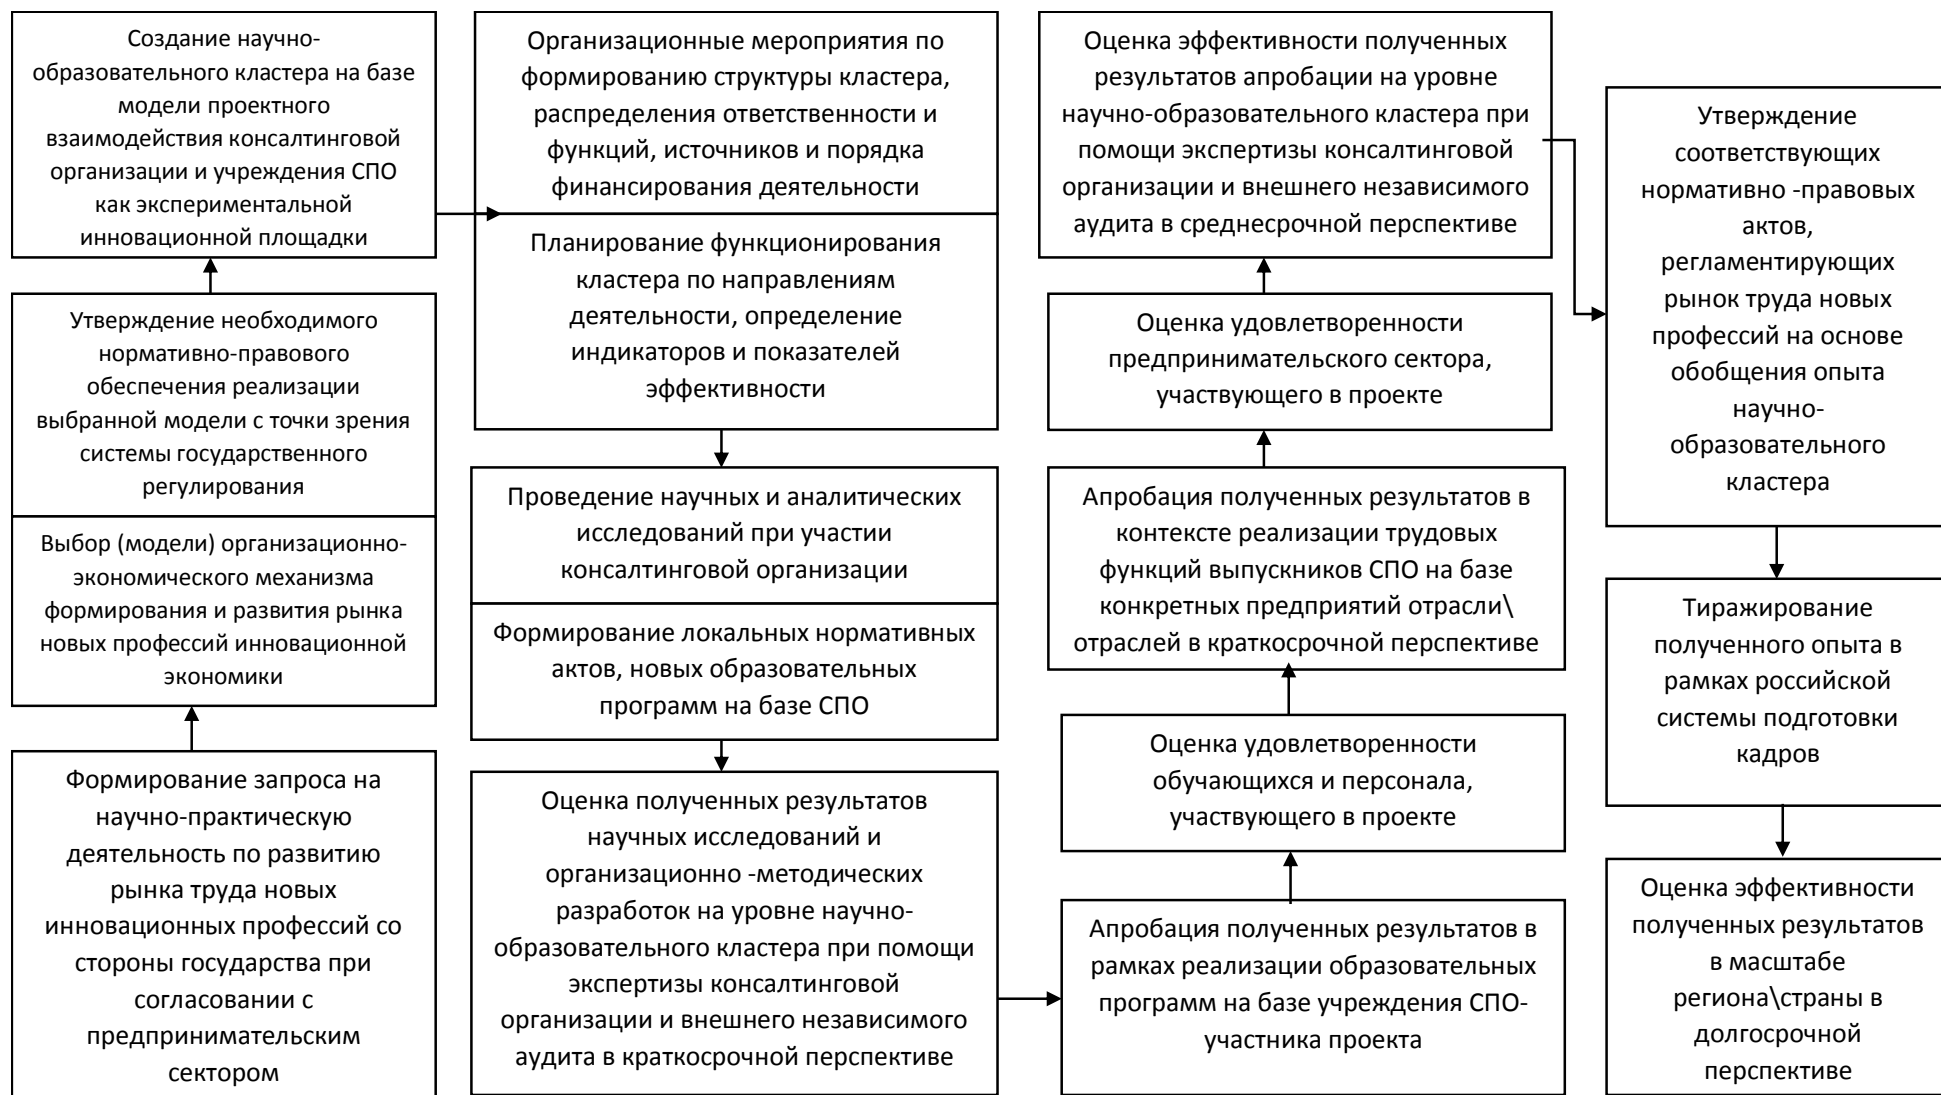 Создание научно-
образовательного кластера на базе
модели проектного
взаимодействия консалтинговой
организации и учреждения СПО
как экспериментальной
инновационной площадки
Утверждение необходимого
нормативно-правового
обеспечения реализации
выбранной модели с точки зрения
системы государственного
регулирования
Выбор (модели) организационно-
экономического механизма
формирования и развития рынка
новых профессий инновационной
экономики
Формирование запроса на
научно-практическую
деятельность по развитию
рынка труда новых
инновационных профессий со
стороны государства при
согласовании с
предпринимательским
сектором
Организационные мероприятия по
формированию структуры кластера,
распределения ответственности и
функций, источников и порядка
финансирования деятельности
Планирование функционирования
кластера по направлениям
деятельности, определение
индикаторов и показателей
эффективности
Проведение научных и аналитических
исследований при участии
консалтинговой организации
Формирование локальных нормативных
актов, новых образовательных
программ на базе СПО
Оценка полученных результатов
научных исследований и
организационно -методических
разработок на уровне научно-
образовательного кластера при помощи
экспертизы консалтинговой
организации и внешнего независимого
аудита в краткосрочной перспективе
Оценка эффективности полученных
результатов апробации на уровне
научно-образовательного кластера при
помощи экспертизы консалтинговой
организации и внешнего независимого
аудита в среднесрочной перспективе
Оценка удовлетворенности
предпринимательского сектора,
участвующего в проекте
Апробация полученных результатов в
контексте реализации трудовых
функций выпускников СПО на базе
конкретных предприятий отрасли\
отраслей в краткосрочной перспективе
Оценка удовлетворенности
обучающихся и персонала,
участвующего в проекте
Апробация полученных результатов в
рамках реализации образовательных
программ на базе учреждения СПО-
участника проекта
Утверждение
соответствующих
нормативно -правовых
актов,
регламентирующих
рынок труда новых
профессий на основе
обобщения опыта
научно-
образовательного
кластера
Тиражирование
полученного опыта в
рамках российской
системы подготовки
кадров
Оценка эффективности
полученных результатов
в масштабе
региона\страны в
долгосрочной
перспективе